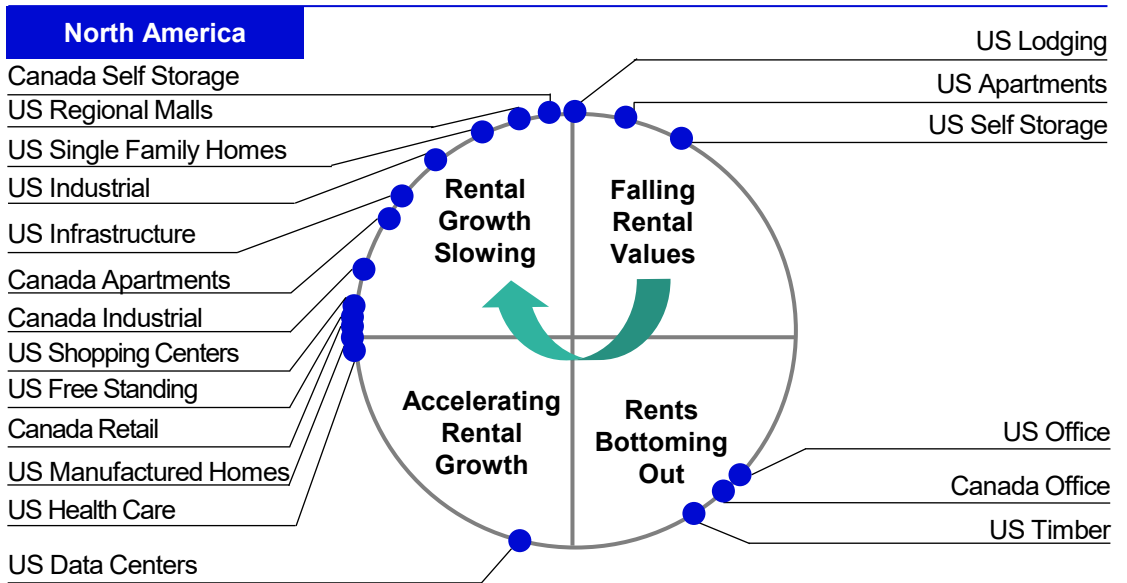 North America
Canada Self Storage
US Regional Malls
US Single Family Homes
US Industrial
US Infrastructure
Canada Apartments
Canada Industrial
US Shopping Centers
US Free Standing
Canada Retail
US Manufactured Homes
US Health Care
US Data Centers
Rental
Growth
Slowing
Falling
Rental
Values
Accelerating
Rental
Growth
Rents
Bottoming
Out
US Lodging
US Apartments
US Self Storage
US Office
Canada Office
US Timber